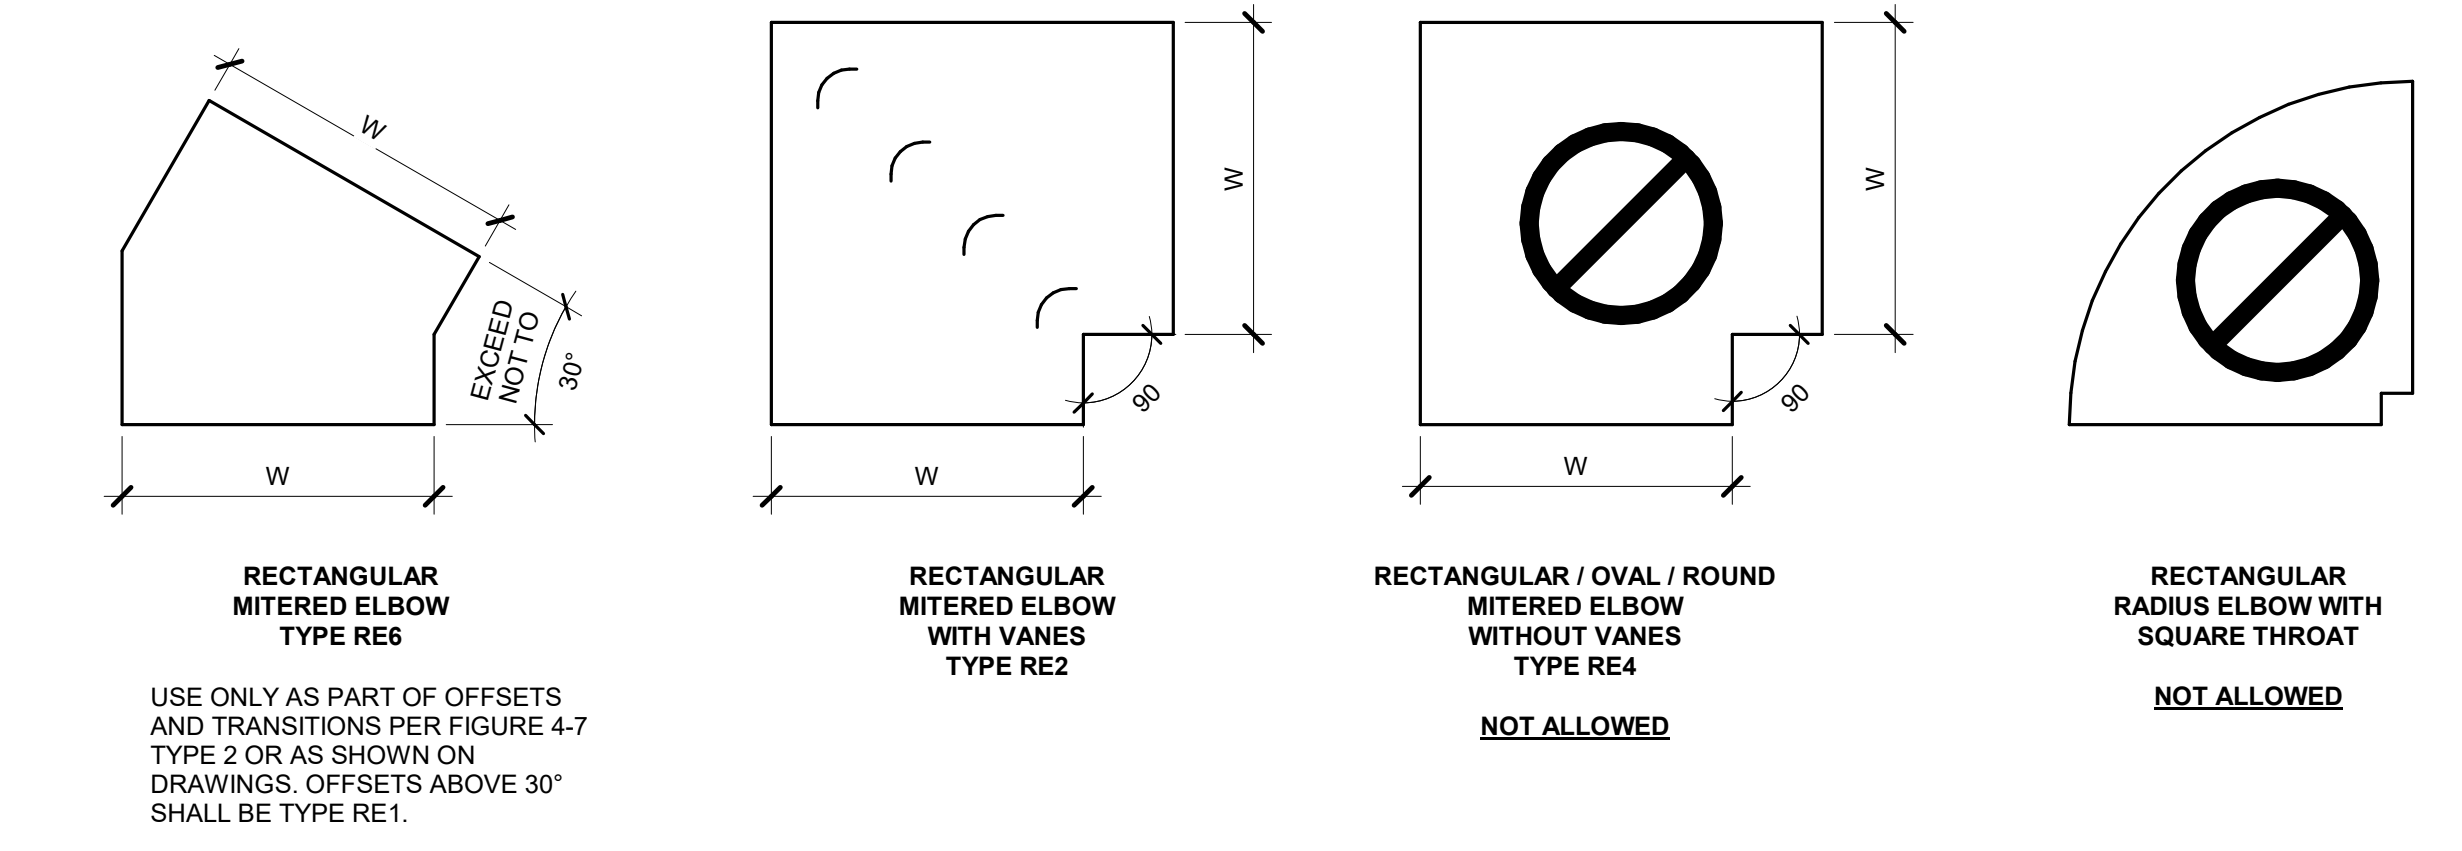 W
EXCEED
NOT TO
30°
W
RECTANGULAR
MITERED ELBOW
TYPE RE6
USE ONLY AS PART OF OFFSETS
AND TRANSITIONS PER FIGURE 4-7
TYPE 2 OR AS SHOWN ON
DRAWINGS. OFFSETS ABOVE 30°
SHALL BE TYPE RE1.
W
90
W
RECTANGULAR
MITERED ELBOW
WITH VANES
TYPE RE2
W
90
W
RECTANGULAR / OVAL / ROUND
MITERED ELBOW
WITHOUT VANES
TYPE RE4
NOT ALLOWED
RECTANGULAR
RADIUS ELBOW WITH
SQUARE THROAT
NOT ALLOWED